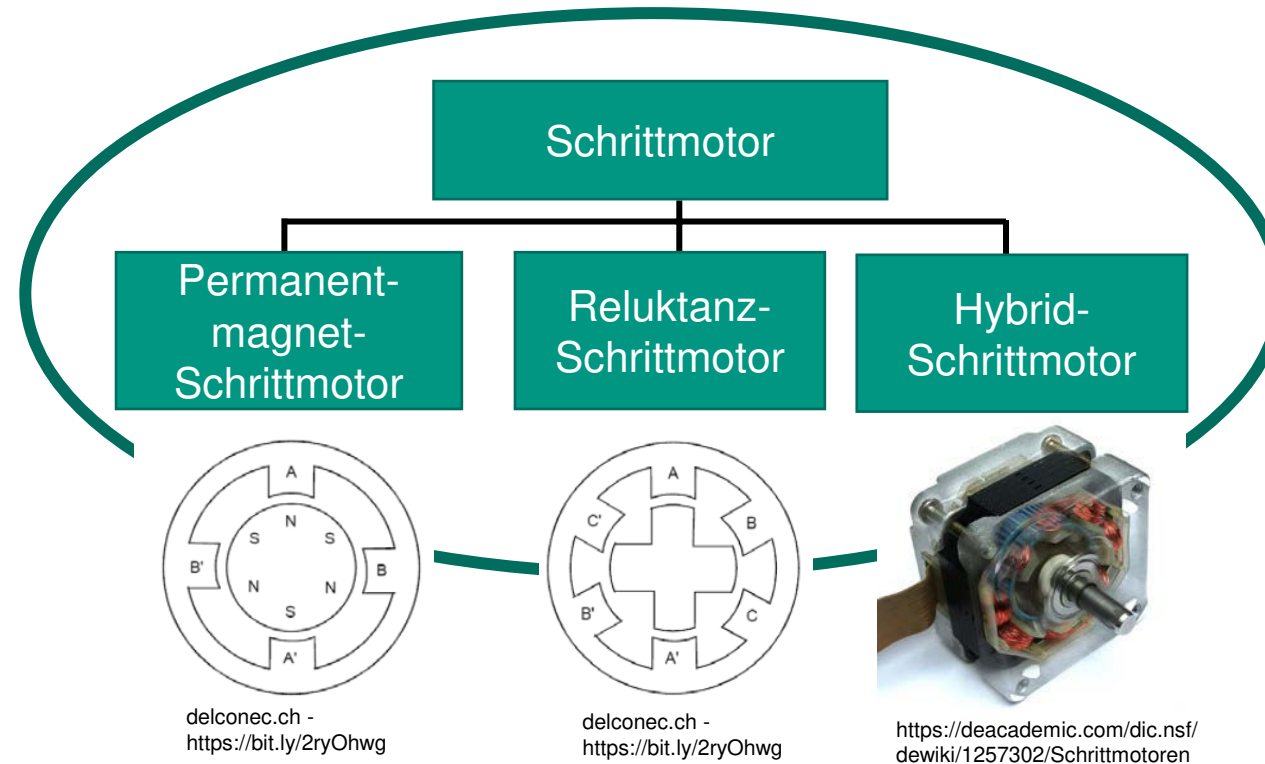 Schrittmotor
Permanent-
magnet-
Schrittmotor
Reluktanz-
Schrittmotor
Hybrid-
Schrittmotor
A
N
S
S
B'
B
N
N
S
A'
A
C'
B
B'
C
A'
delconec.ch -
https://bit.ly/2ryOhwg
delconec.ch -
https://bit.ly/2ryOhwg
https://deacademic.com/dic.nsf/
dewiki/1257302/Schrittmotoren